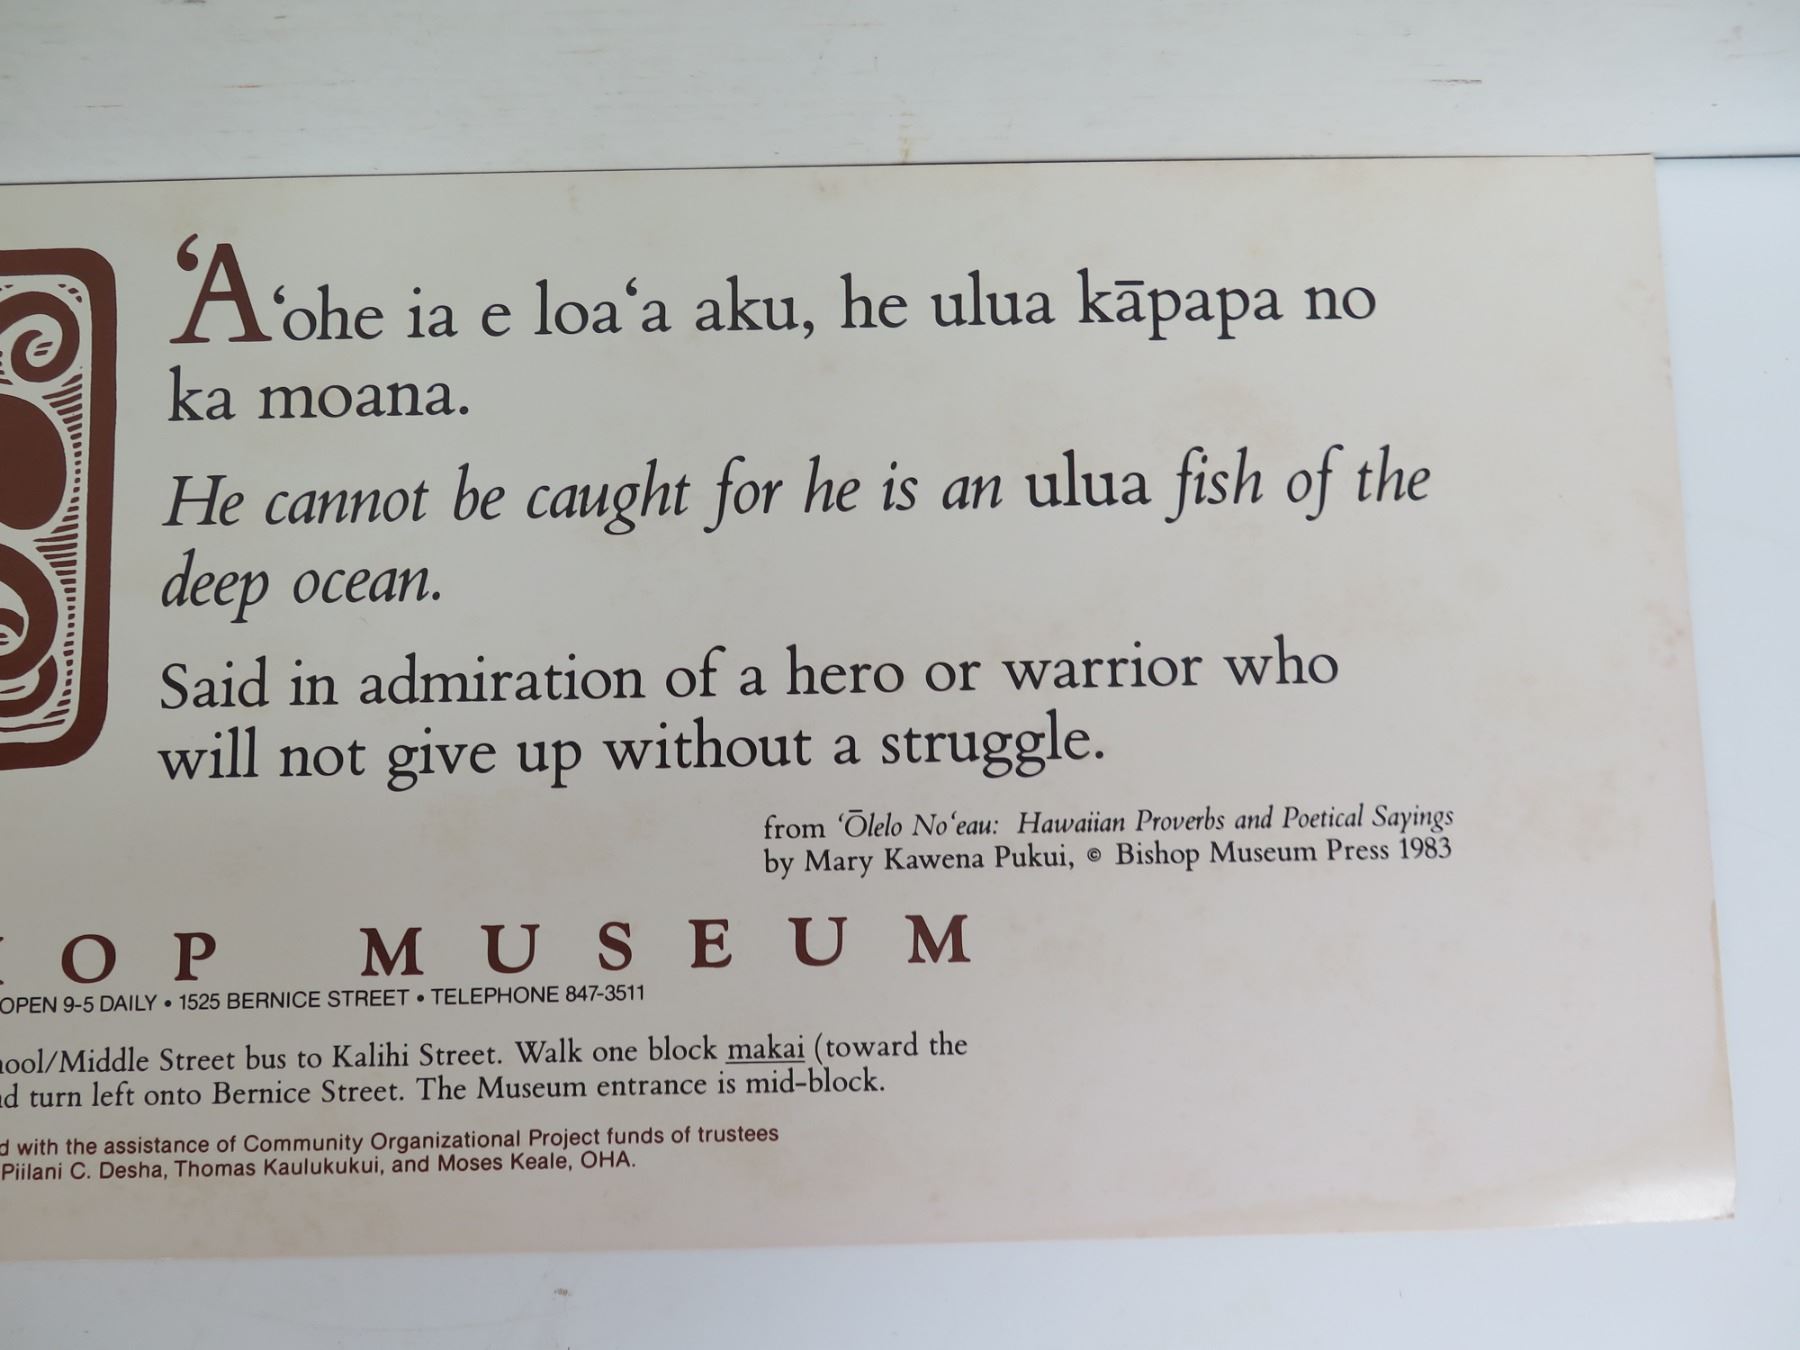 ‘A‘ohe ia e loa‘a aku, he ulua kāpapa no
ka moana.
He cannot be caught for he is an ulua fish of the
deep ocean.
Said in admiration of a hero or warrior who
will not give up without a struggle.
from ‘Ōlelo No‘eau: Hawaiian Proverbs and Poetical Sayings
by Mary Kawena Pukui, © Bishop Museum Press 1983
OP MUSEUM
OPEN 9-5 DAILY • 1525 BERNICE STREET • TELEPHONE 847-3511
ool/Middle Street bus to Kalihi Street. Walk one block makai (toward the
d turn left onto Bernice Street. The Museum entrance is mid-block.
d with the assistance of Community Organizational Project funds of trustees
Piilani C. Desha, Thomas Kaulukukui, and Moses Keale, OHA.